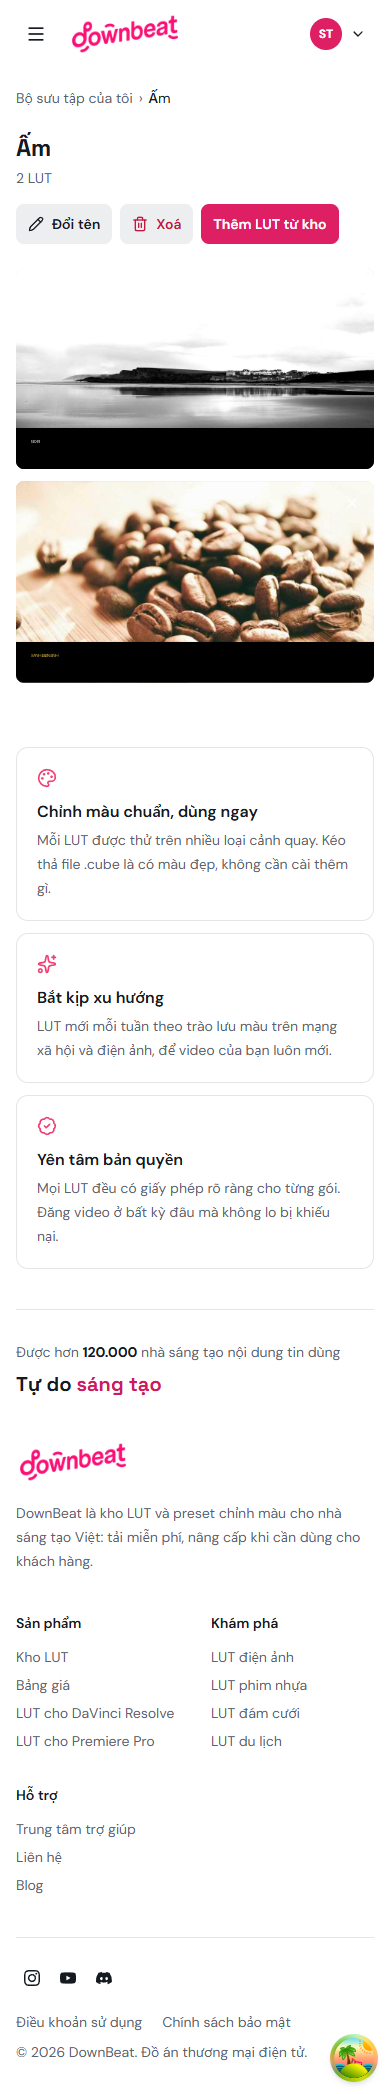 downbeat
ST
Bộ sưu tập của tôi › Ấm
Ấm
2 LUT
Đổi tên
Xoá
Thêm LUT từ kho
Chỉnh màu chuẩn, dùng ngay
Mỗi LUT được thử trên nhiều loại cảnh quay. Kéo
thả file .cube là có màu đẹp, không cần cài thêm
gì.
Bắt kịp xu hướng
LUT mới mỗi tuần theo trào lưu màu trên mạng
xã hội và điện ảnh, để video của bạn luôn mới.
Yên tâm bản quyền
Mọi LUT đều có giấy phép rõ ràng cho từng gói.
Đăng video ở bất kỳ đâu mà không lo bị khiếu
nại.
Được hơn 120.000 nhà sáng tạo nội dung tin dùng
Tự do sáng tạo
downbeat
DownBeat là kho LUT và preset chỉnh màu cho nhà
sáng tạo Việt: tải miễn phí, nâng cấp khi cần dùng cho
khách hàng.
Sản phẩm
Kho LUT
Bảng giá
LUT cho DaVinci Resolve
LUT cho Premiere Pro
Khám phá
LUT điện ảnh
LUT phim nhựa
LUT đám cưới
LUT du lịch
Hỗ trợ
Trung tâm trợ giúp
Liên hệ
Blog
Điều khoản sử dụng Chính sách bảo mật
© 2026 DownBeat. Đồ án thương mại điện tử.